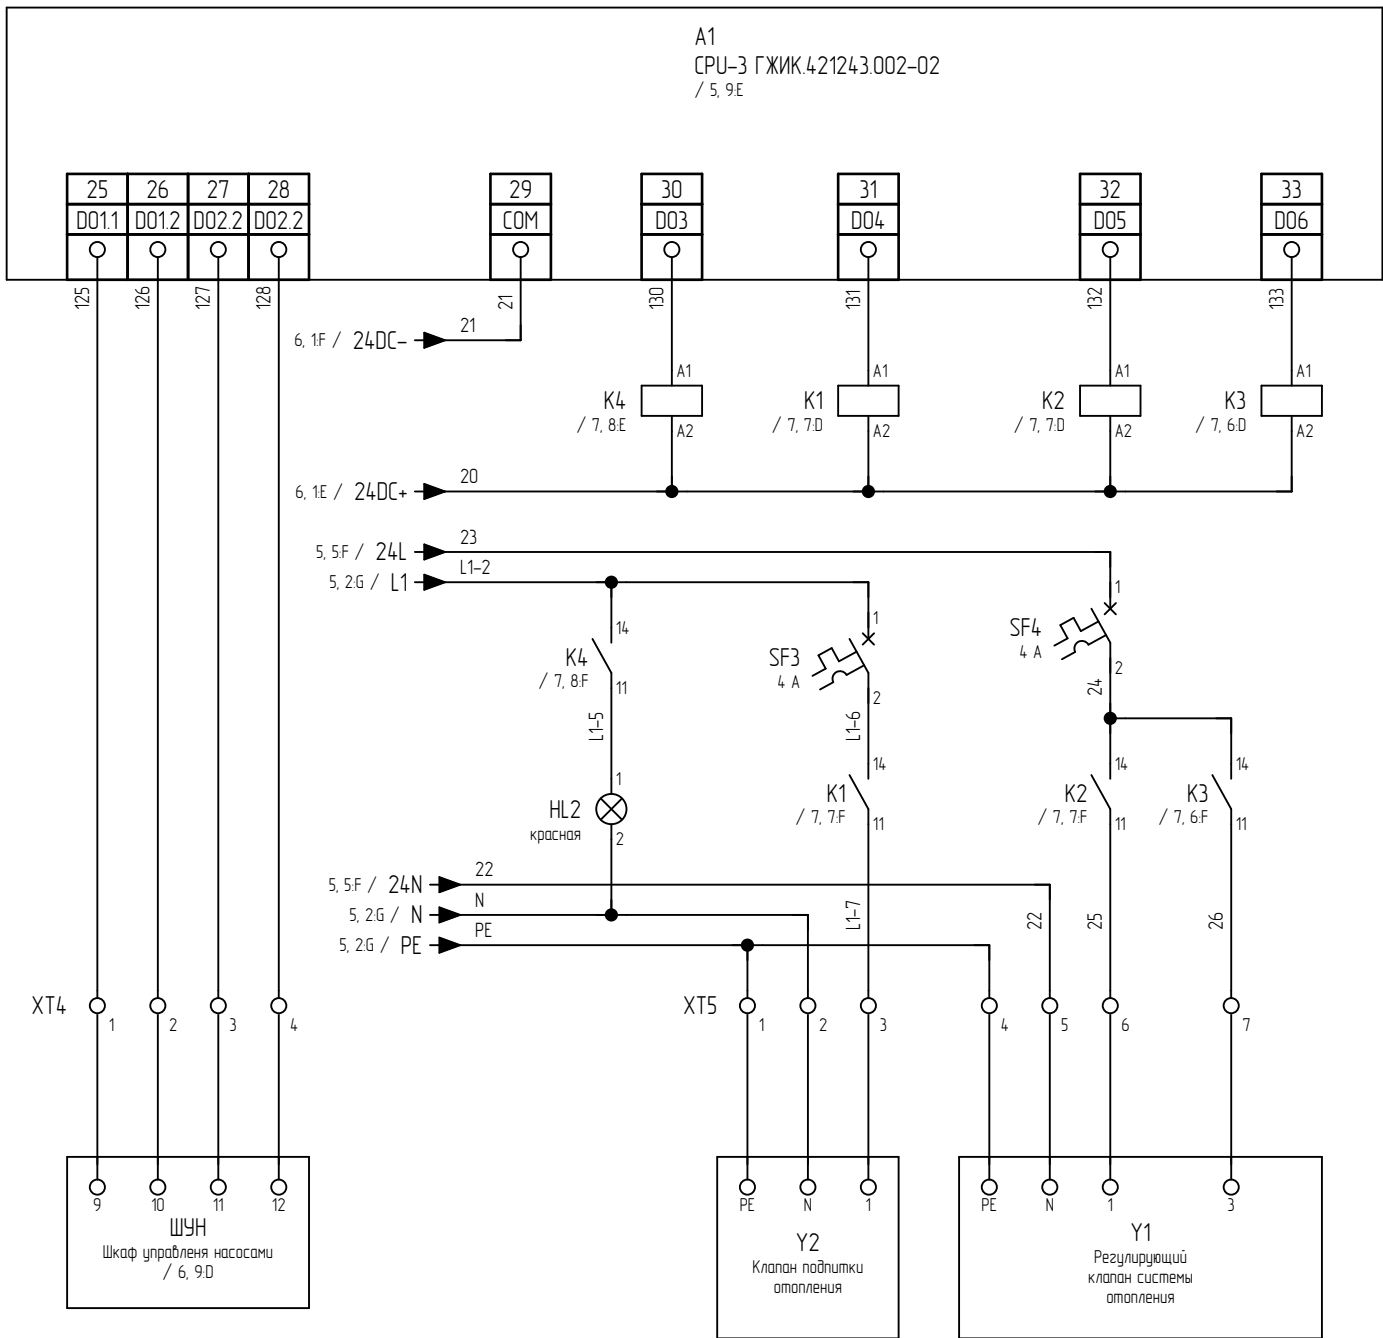 A1
CPU-3 ГЖИК.421243.002-02
/ 5, 9:E
25 26 27 28 29 30 31 32 33
DO1.1 DO1.2 DO2.2 DO2.2 COM DO3 DO4 DO5 DO6
125 126 127 128 21 130 131 132 133
6, 1:F / 24DC- 21
A1 A1 A1 A1
K4 K1 K2 K3
/ 7, 8:E / 7, 7:D / 7, 7:D / 7, 6:D
A2 A2 A2 A2
6, 1:E / 24DC+ 20
5, 5:F / 24L 23
5, 2:G / L1 L1-2
1
14 1 SF4
K4 SF3 4 A
/ 7, 8:F 4 A 2
11 2 24
L1-5 L1-6
14 14 14
1 K1 K2 K3
HL2 / 7, 7:F / 7, 7:F / 7, 6:F
красная 11 11 11
2
5, 5:F / 24N 22
5, 2:G / N N
L1-7 22 25 26
5, 2:G / PE PE
XT4 XT5
1 2 3 4 1 2 3 4 5 6 7
9 10 11 12 PE N 1 PE N 1 3
ШУН
Шкаф управленя насосами
/ 6, 9:D
Y2
Клапан подпитки
отопления
Y1
Регулирующий
клапан системы
отопления